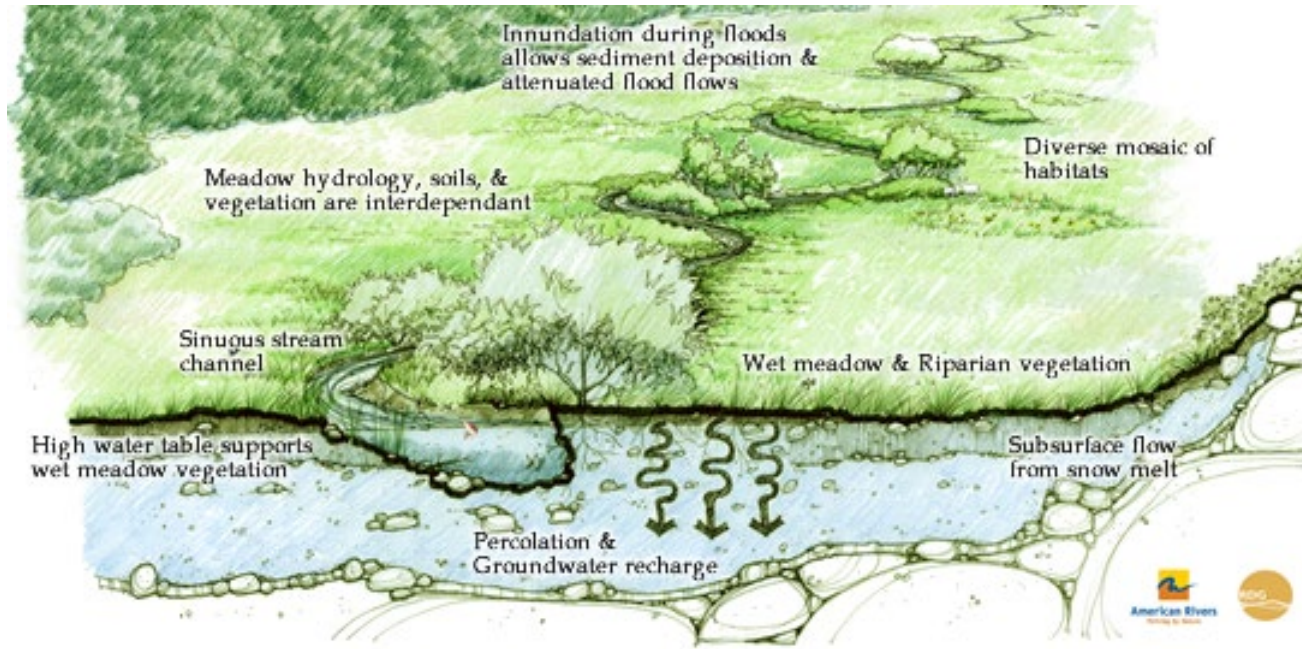 Innundation during floods
allows sediment deposition &
attenuated flood flows
Diverse mosaic of
habitats
Meadow hydrology, soils, &
vegetation are interdependant
Sinuous stream
channel
Wet meadow & Riparian vegetation
High water table supports
wet meadow vegetation
Subsurface flow
from snow melt
Percolation &
Groundwater recharge
American Rivers